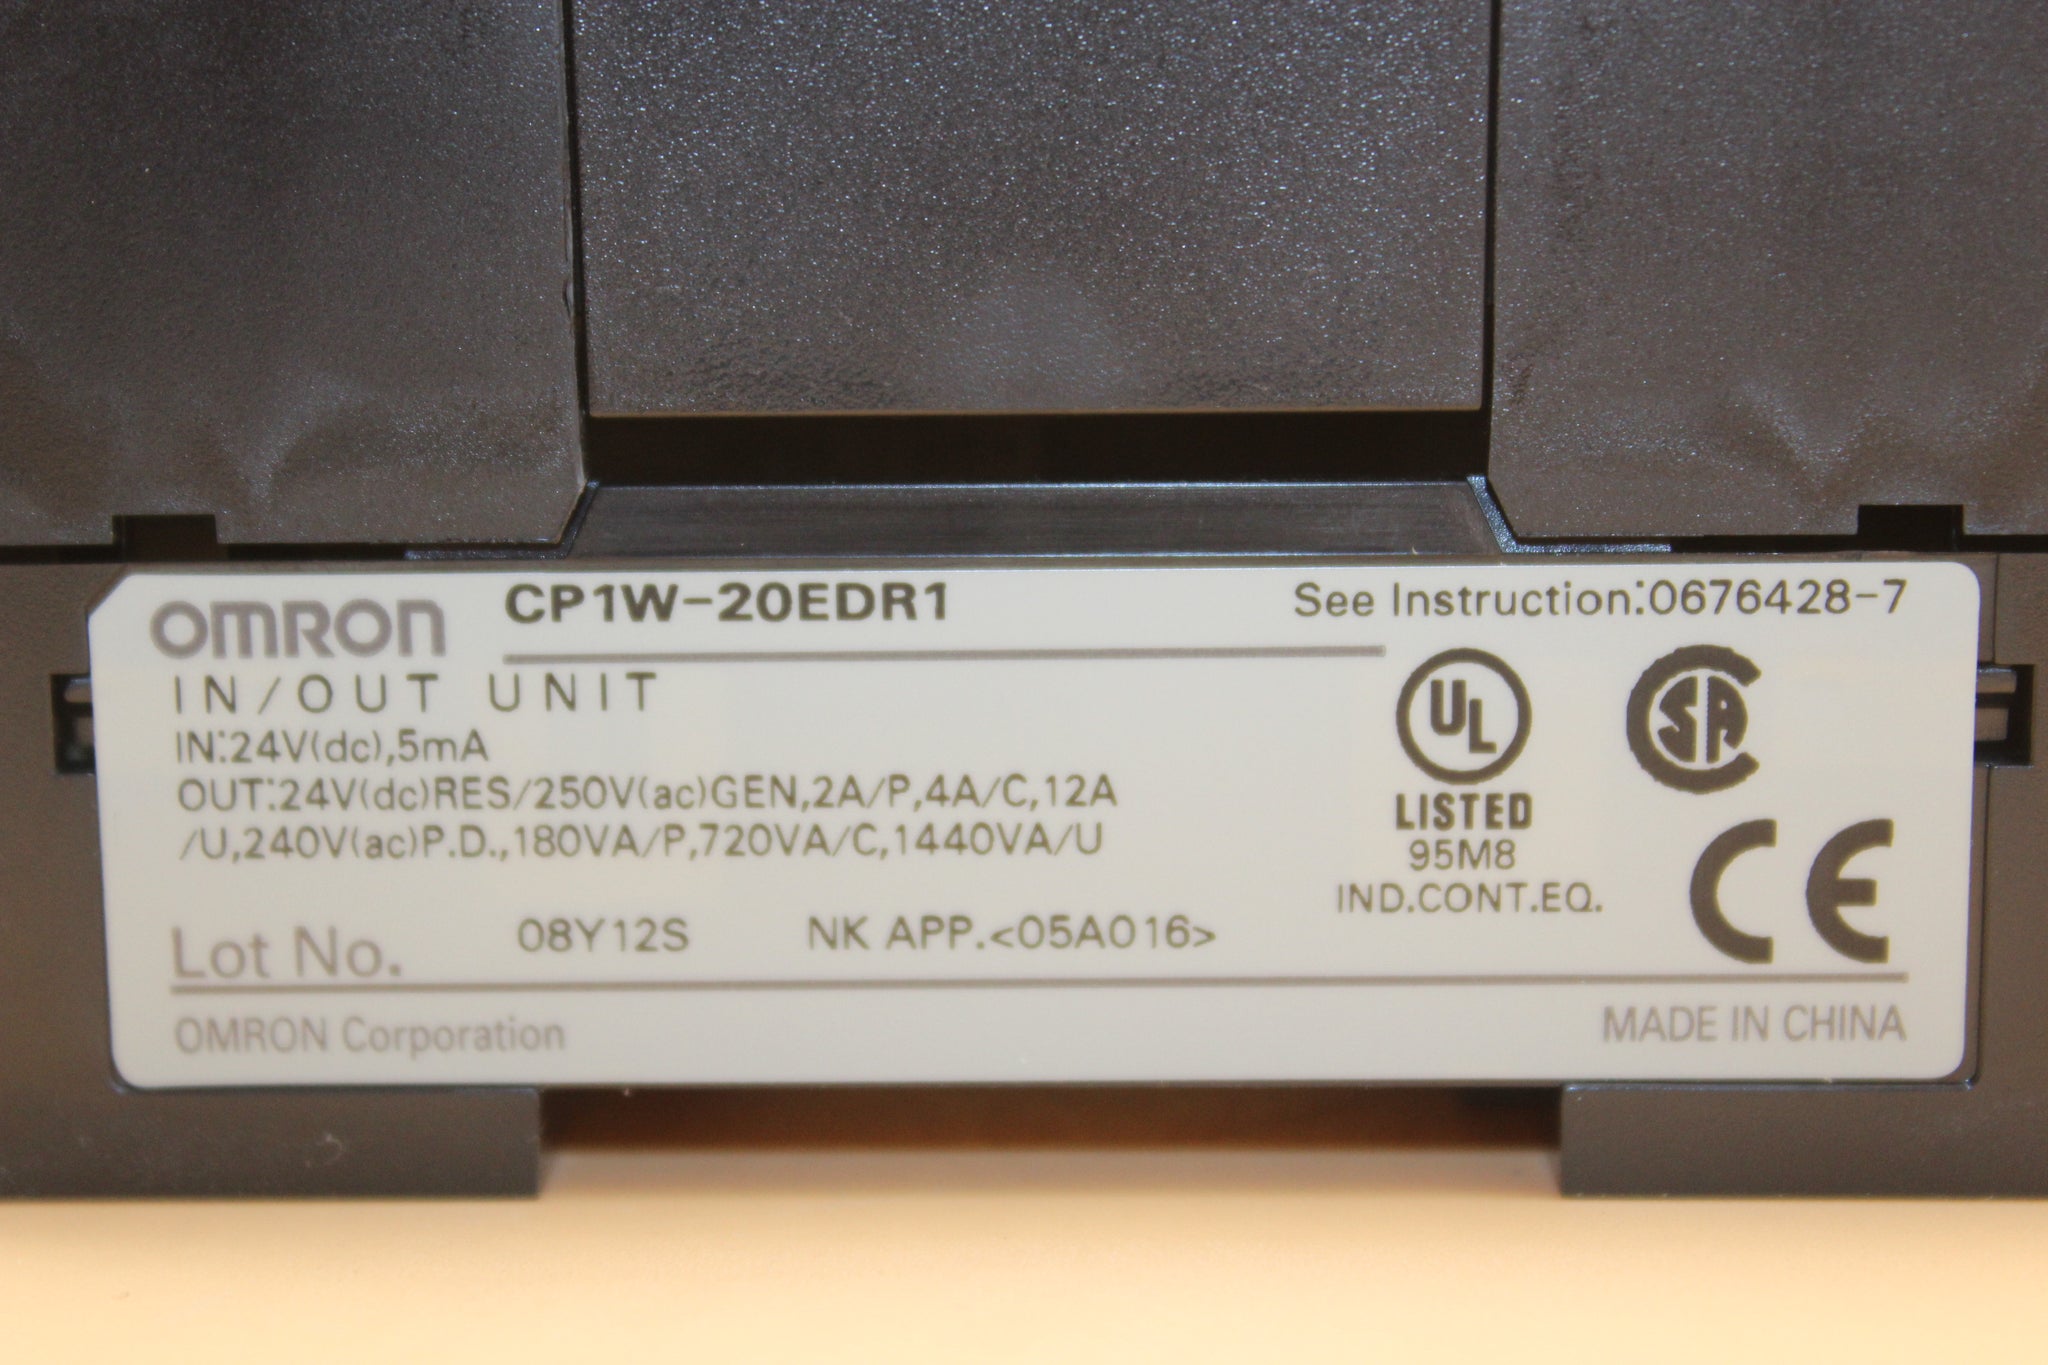 OMRON CP1W-20EDR1 See Instruction:0676428-7
IN/OUT UNIT
IN:24V(dc),5mA
OUT:24V(dc)RES/250V(ac)GEN,2A/P,4A/C,12A
/U,240V(ac)P.D.,180VA/P,720VA/C,1440VA/U
UL
LISTED
95M8
IND.CONT.EQ.
SA
CE
Lot No. 08Y12S NK APP.<05A016>
OMRON Corporation MADE IN CHINA